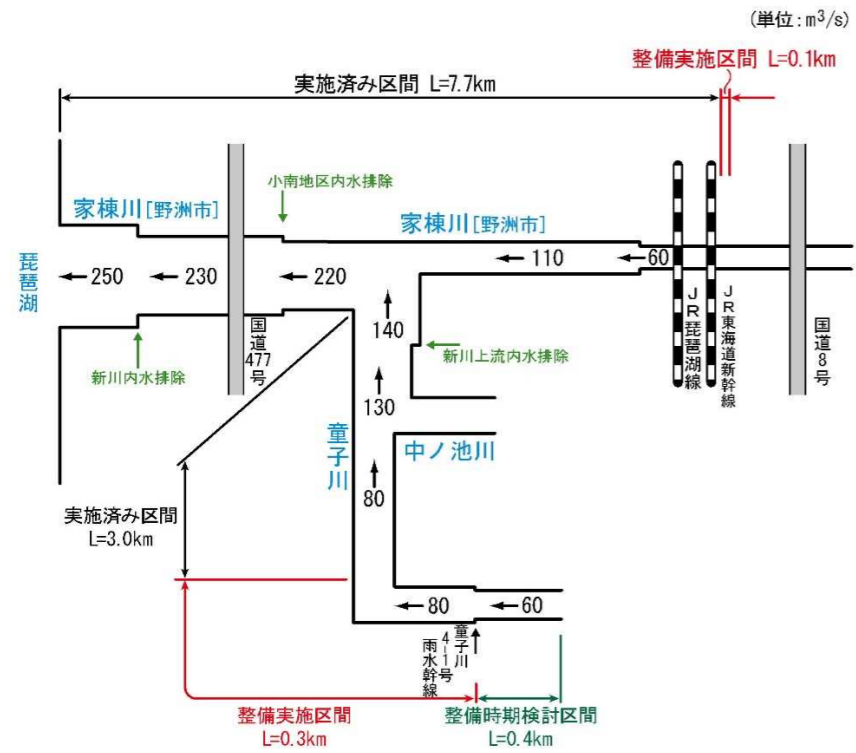 (単位:m³/s)
整備実施区間 L=0.1km
実施済み区間 L=7.7km
小南地区内水排除
家棟川[野洲市]
家棟川[野洲市]
琵琶湖
250
230
220
110
60
140
国道477号
新川内水排除
新川上流内水排除
JR琵琶湖線
JR東海道新幹線
国道8号
130
童子川
中ノ池川
80
実施済み区間
L=3.0km
80
60
童子川
4-1号
雨水幹線
整備実施区間
L=0.3km
整備時期検討区間
L=0.4km